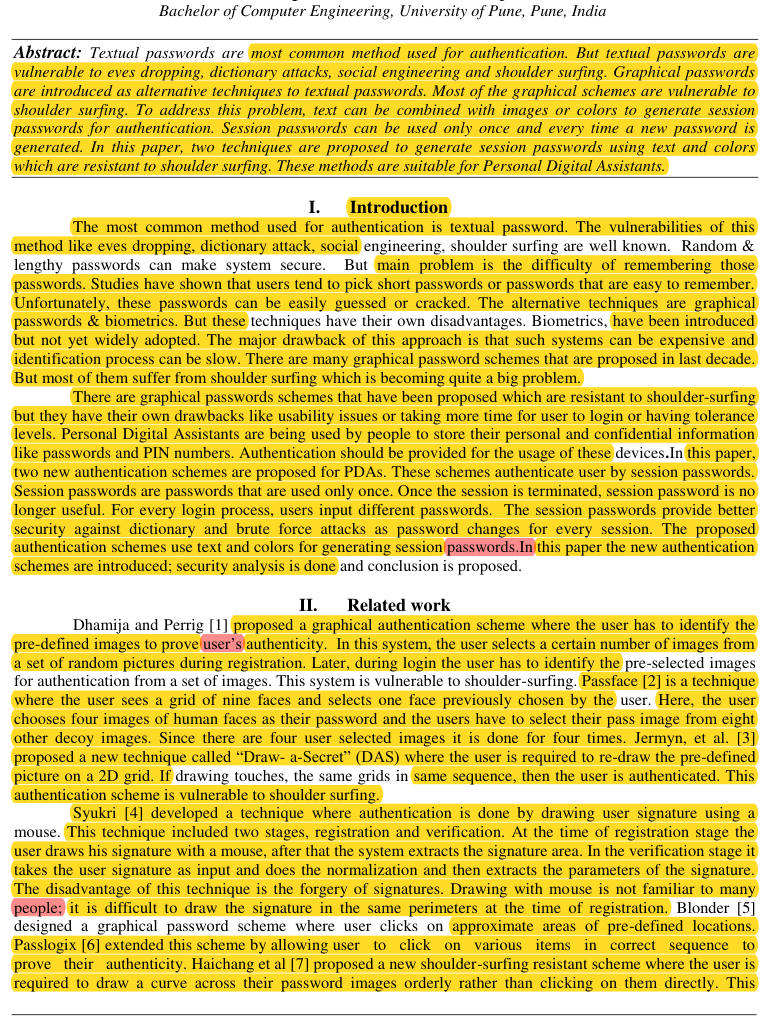 Bachelor of Computer Engineering, University of Pune, Pune, India
Abstract: Textual passwords are most common method used for authentication. But textual passwords are
vulnerable to eves dropping, dictionary attacks, social engineering and shoulder surfing. Graphical passwords
are introduced as alternative techniques to textual passwords. Most of the graphical schemes are vulnerable to
shoulder surfing. To address this problem, text can be combined with images or colors to generate session
passwords for authentication. Session passwords can be used only once and every time a new password is
generated. In this paper, two techniques are proposed to generate session passwords using text and colors
which are resistant to shoulder surfing. These methods are suitable for Personal Digital Assistants.
I. Introduction
The most common method used for authentication is textual password. The vulnerabilities of this
method like eves dropping, dictionary attack, social engineering, shoulder surfing are well known. Random &
lengthy passwords can make system secure. But main problem is the difficulty of remembering those
passwords. Studies have shown that users tend to pick short passwords or passwords that are easy to remember.
Unfortunately, these passwords can be easily guessed or cracked. The alternative techniques are graphical
passwords & biometrics. But these techniques have their own disadvantages. Biometrics, have been introduced
but not yet widely adopted. The major drawback of this approach is that such systems can be expensive and
identification process can be slow. There are many graphical password schemes that are proposed in last decade.
But most of them suffer from shoulder surfing which is becoming quite a big problem.
There are graphical passwords schemes that have been proposed which are resistant to shoulder-surfing
but they have their own drawbacks like usability issues or taking more time for user to login or having tolerance
levels. Personal Digital Assistants are being used by people to store their personal and confidential information
like passwords and PIN numbers. Authentication should be provided for the usage of these devices.In this paper,
two new authentication schemes are proposed for PDAs. These schemes authenticate user by session passwords.
Session passwords are passwords that are used only once. Once the session is terminated, session password is no
longer useful. For every login process, users input different passwords. The session passwords provide better
security against dictionary and brute force attacks as password changes for every session. The proposed
authentication schemes use text and colors for generating session passwords.In this paper the new authentication
schemes are introduced; security analysis is done and conclusion is proposed.
II. Related work
Dhamija and Perrig [1] proposed a graphical authentication scheme where the user has to identify the
pre-defined images to prove user's authenticity. In this system, the user selects a certain number of images from
a set of random pictures during registration. Later, during login the user has to identify the pre-selected images
for authentication from a set of images. This system is vulnerable to shoulder-surfing. Passface [2] is a technique
where the user sees a grid of nine faces and selects one face previously chosen by the user. Here, the user
chooses four images of human faces as their password and the users have to select their pass image from eight
other decoy images. Since there are four user selected images it is done for four times. Jermyn, et al. [3]
proposed a new technique called “Draw- a-Secret” (DAS) where the user is required to re-draw the pre-defined
picture on a 2D grid. If drawing touches, the same grids in same sequence, then the user is authenticated. This
authentication scheme is vulnerable to shoulder surfing.
Syukri [4] developed a technique where authentication is done by drawing user signature using a
mouse. This technique included two stages, registration and verification. At the time of registration stage the
user draws his signature with a mouse, after that the system extracts the signature area. In the verification stage it
takes the user signature as input and does the normalization and then extracts the parameters of the signature.
The disadvantage of this technique is the forgery of signatures. Drawing with mouse is not familiar to many
people; it is difficult to draw the signature in the same perimeters at the time of registration. Blonder [5]
designed a graphical password scheme where user clicks on approximate areas of pre-defined locations.
Passlogix [6] extended this scheme by allowing user to click on various items in correct sequence to
prove their authenticity. Haichang et al [7] proposed a new shoulder-surfing resistant scheme where the user is
required to draw a curve across their password images orderly rather than clicking on them directly. This